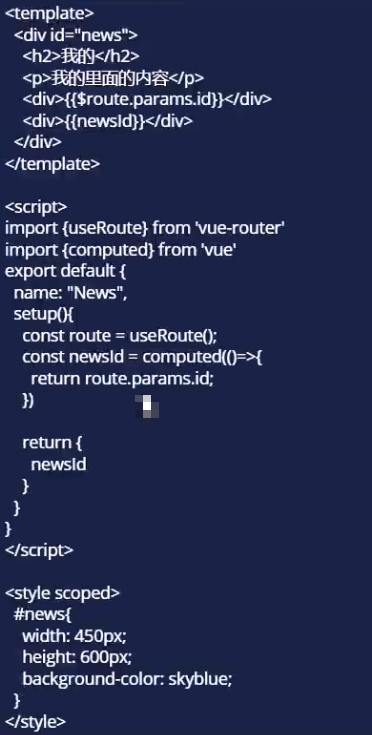 <template>
  <div id="news">
    <h2>我的</h2>
    <p>我的里面的内容</p>
    <div>{{$route.params.id}}</div>
    <div>{{newsId}}</div>
  </div>
</template>

<script>
import {useRoute} from 'vue-router'
import {computed} from 'vue'
export default {
  name: "News",
  setup(){
    const route = useRoute();
    const newsId = computed(()=>{
      return route.params.id;
    })

    return {
      newsId
    }
  }
}
</script>

<style scoped>
  #news{
    width: 450px;
    height: 600px;
    background-color: skyblue;
  }
</style>